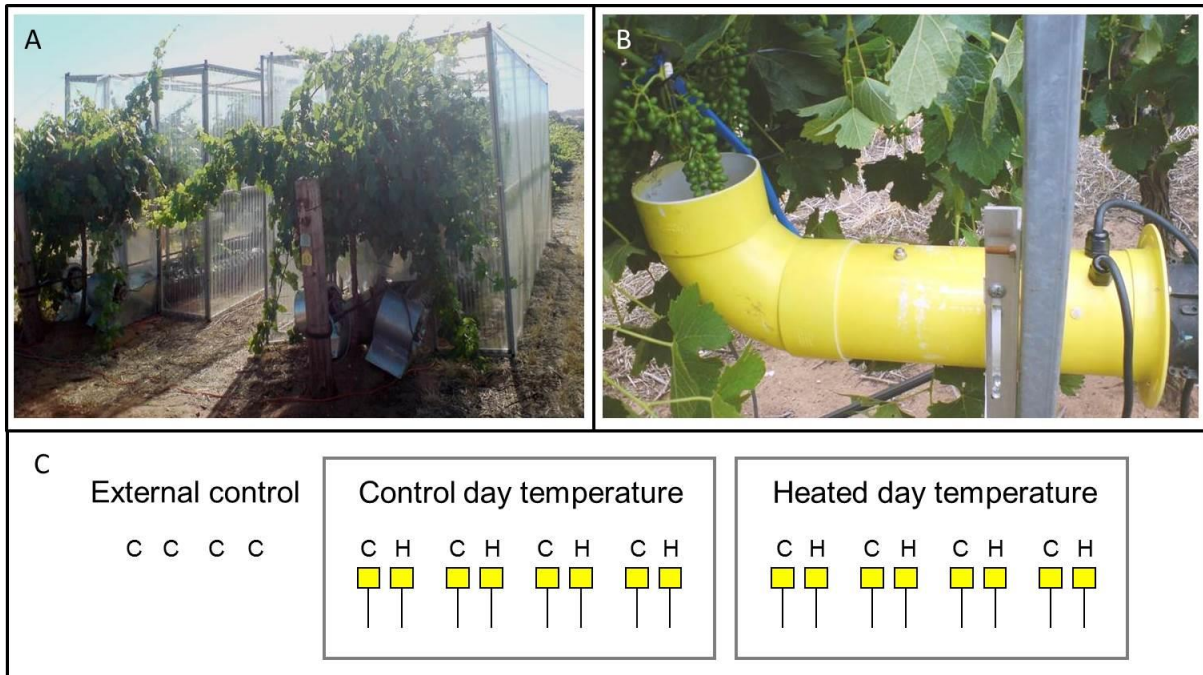 A
B
C
External control
Control day temperature
Heated day temperature
C C C C
C H C H C H C H
C H C H C H C H